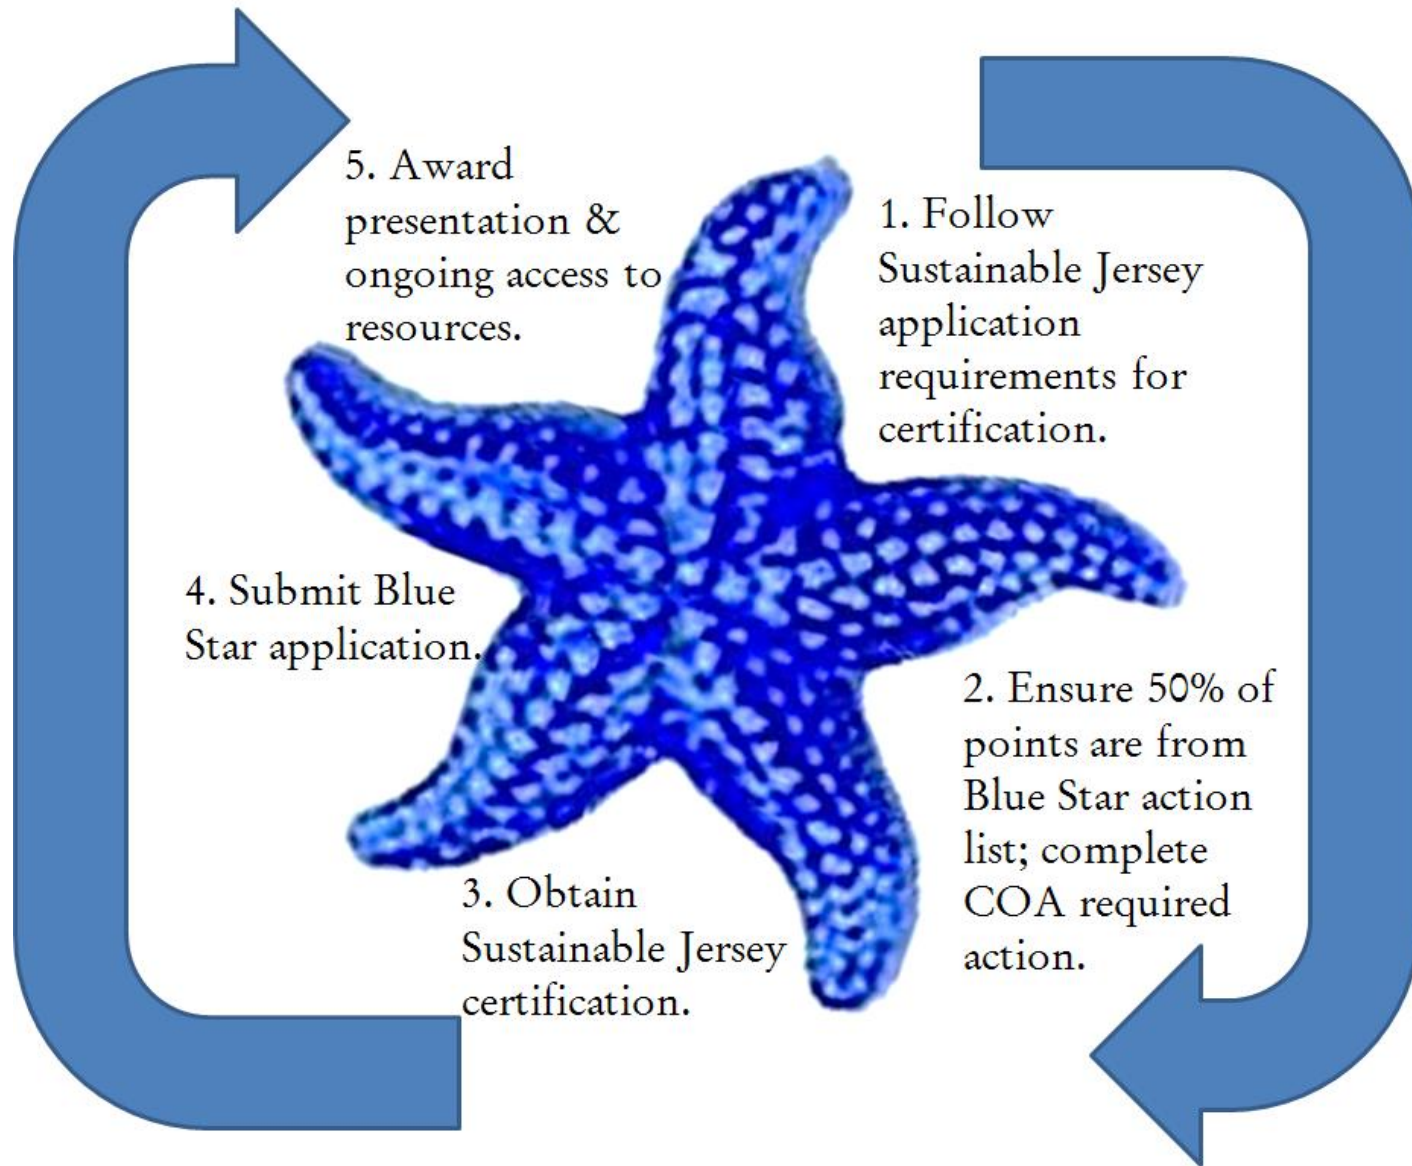 1. Follow
Sustainable Jersey
application
requirements for
certification.
2. Ensure 50% of
points are from
Blue Star action
list; complete
COA required
action.
3. Obtain
Sustainable Jersey
certification.
4. Submit Blue
Star application.
5. Award
presentation &
ongoing access to
resources.